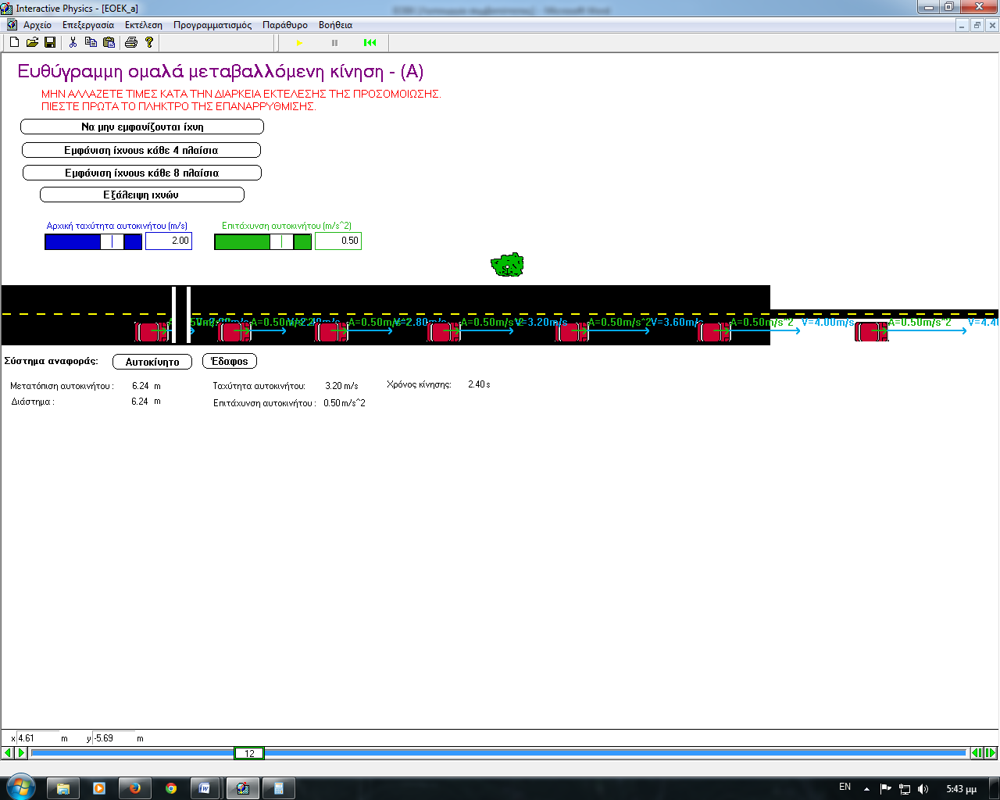 Interactive Physics - [EOEK_a]
Αρχείο Επεξεργασία Εκτέλεση Προγραμματισμός Παράθυρο Βοήθεια
Ευθύγραμμη ομαλά μεταβαλλόμενη κίνηση - (Α)
ΜΗΝ ΑΛΛΑΖΕΤΕ ΤΙΜΕΣ ΚΑΤΑ ΤΗΝ ΔΙΑΡΚΕΙΑ ΕΚΤΕΛΕΣΗΣ ΤΗΣ ΠΡΟΣΟΜΟΙΩΣΗΣ.
ΠΙΕΣΤΕ ΠΡΩΤΑ ΤΟ ΠΛΗΚΤΡΟ ΤΗΣ ΕΠΑΝΑΡΡΥΘΜΙΣΗΣ.
Να μην εμφανίζονται ίχνη
Εμφάνιση ίχνους κάθε 4 πλαίσια
Εμφάνιση ίχνους κάθε 8 πλαίσια
Εξάλειψη ιχνών
Αρχική ταχύτητα αυτοκινήτου (m/s) Επιτάχυνση αυτοκινήτου (m/s^2)
2.00 0.50
A=0.50m/s^2 V=2.80m/s A=0.50m/s^2 V=3.20m/s A=0.50m/s^2 V=3.60m/s A=0.50m/s^2 V=4.00m/s A=0.50m/s^2 V=4.4
Σύστημα αναφοράς: Αυτοκίνητο Έδαφος
Μετατόπιση αυτοκινήτου : 6.24 m Ταχύτητα αυτοκινήτου: 3.20 m/s Χρόνος κίνησης: 2.40 s
Διάστημα : 6.24 m Επιτάχυνση αυτοκινήτου : 0.50 m/s^2
x 4.61 m y -5.69 m
12
EN 5:43 μμ